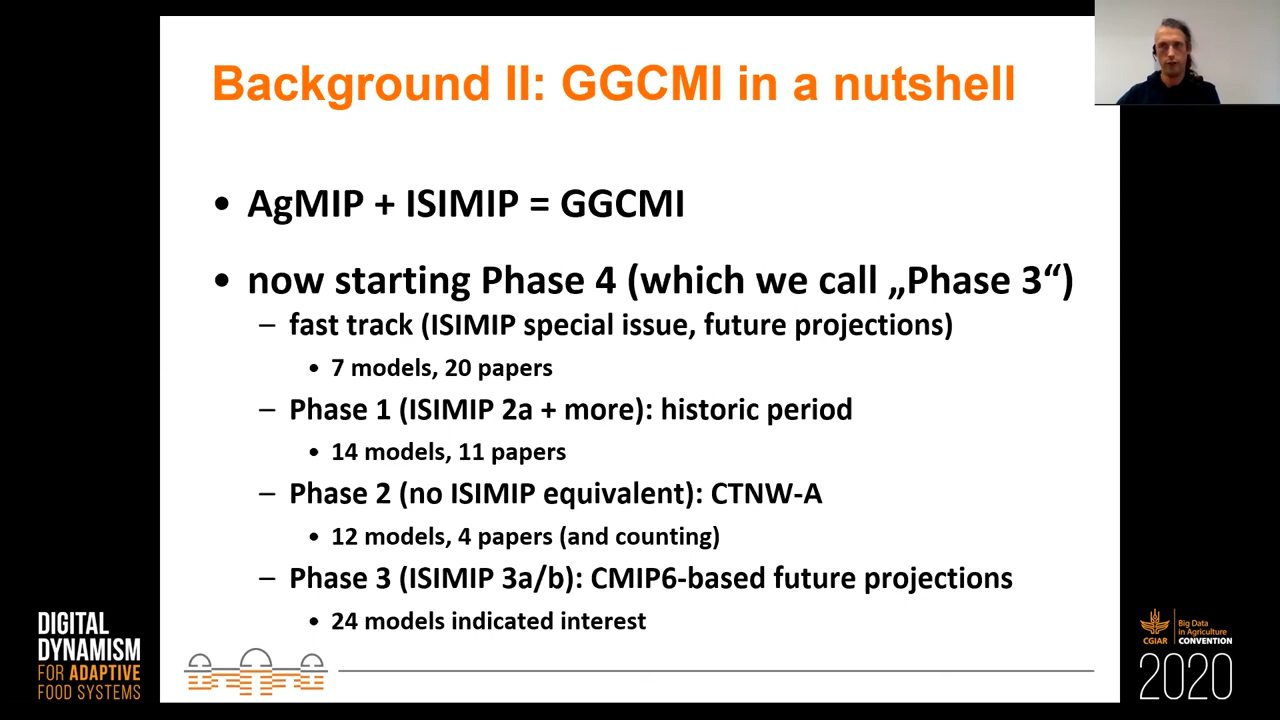 Background II: GGCMI in a nutshell
• AgMIP + ISIMIP = GGCMI
• now starting Phase 4 (which we call „Phase 3“)
– fast track (ISIMIP special issue, future projections)
• 7 models, 20 papers
– Phase 1 (ISIMIP 2a + more): historic period
• 14 models, 11 papers
– Phase 2 (no ISIMIP equivalent): CTNW-A
• 12 models, 4 papers (and counting)
– Phase 3 (ISIMIP 3a/b): CMIP6-based future projections
• 24 models indicated interest
DIGITAL
DYNAMISM
FOR ADAPTIVE
FOOD SYSTEMS
CGIAR
Big Data
in Agriculture
CONVENTION
2020